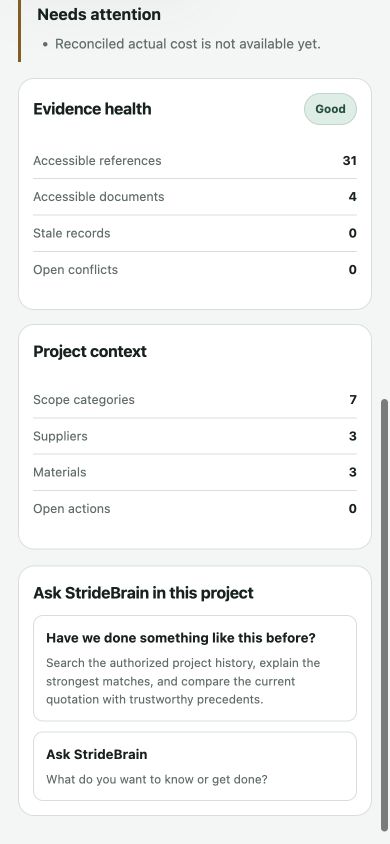 Needs attention
• Reconciled actual cost is not available yet.
Evidence health
Good
Accessible references 31
Accessible documents 4
Stale records 0
Open conflicts 0
Project context
Scope categories 7
Suppliers 3
Materials 3
Open actions 0
Ask StrideBrain in this project
Have we done something like this before?
Search the authorized project history, explain the
strongest matches, and compare the current
quotation with trustworthy precedents.
Ask StrideBrain
What do you want to know or get done?